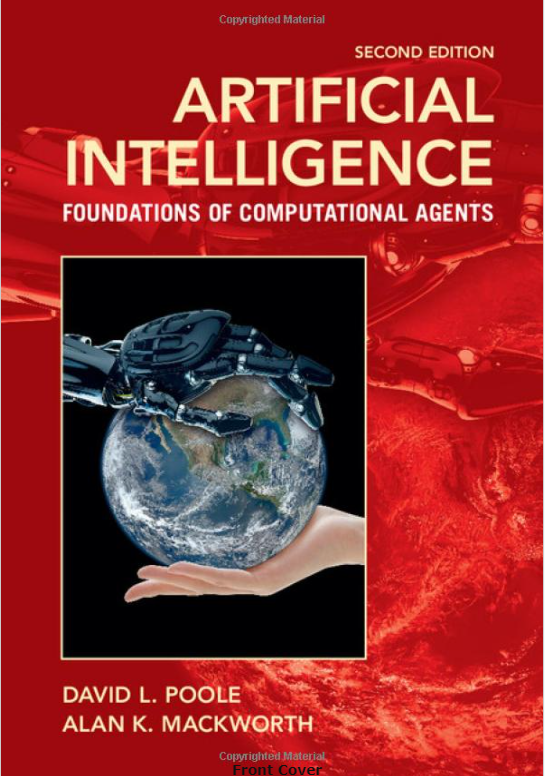 Copyrighted Material
SECOND EDITION
ARTIFICIAL
INTELLIGENCE
FOUNDATIONS OF COMPUTATIONAL AGENTS
DAVID L. POOLE
ALAN K. MACKWORTH
Copyrighted Material
Front Cover